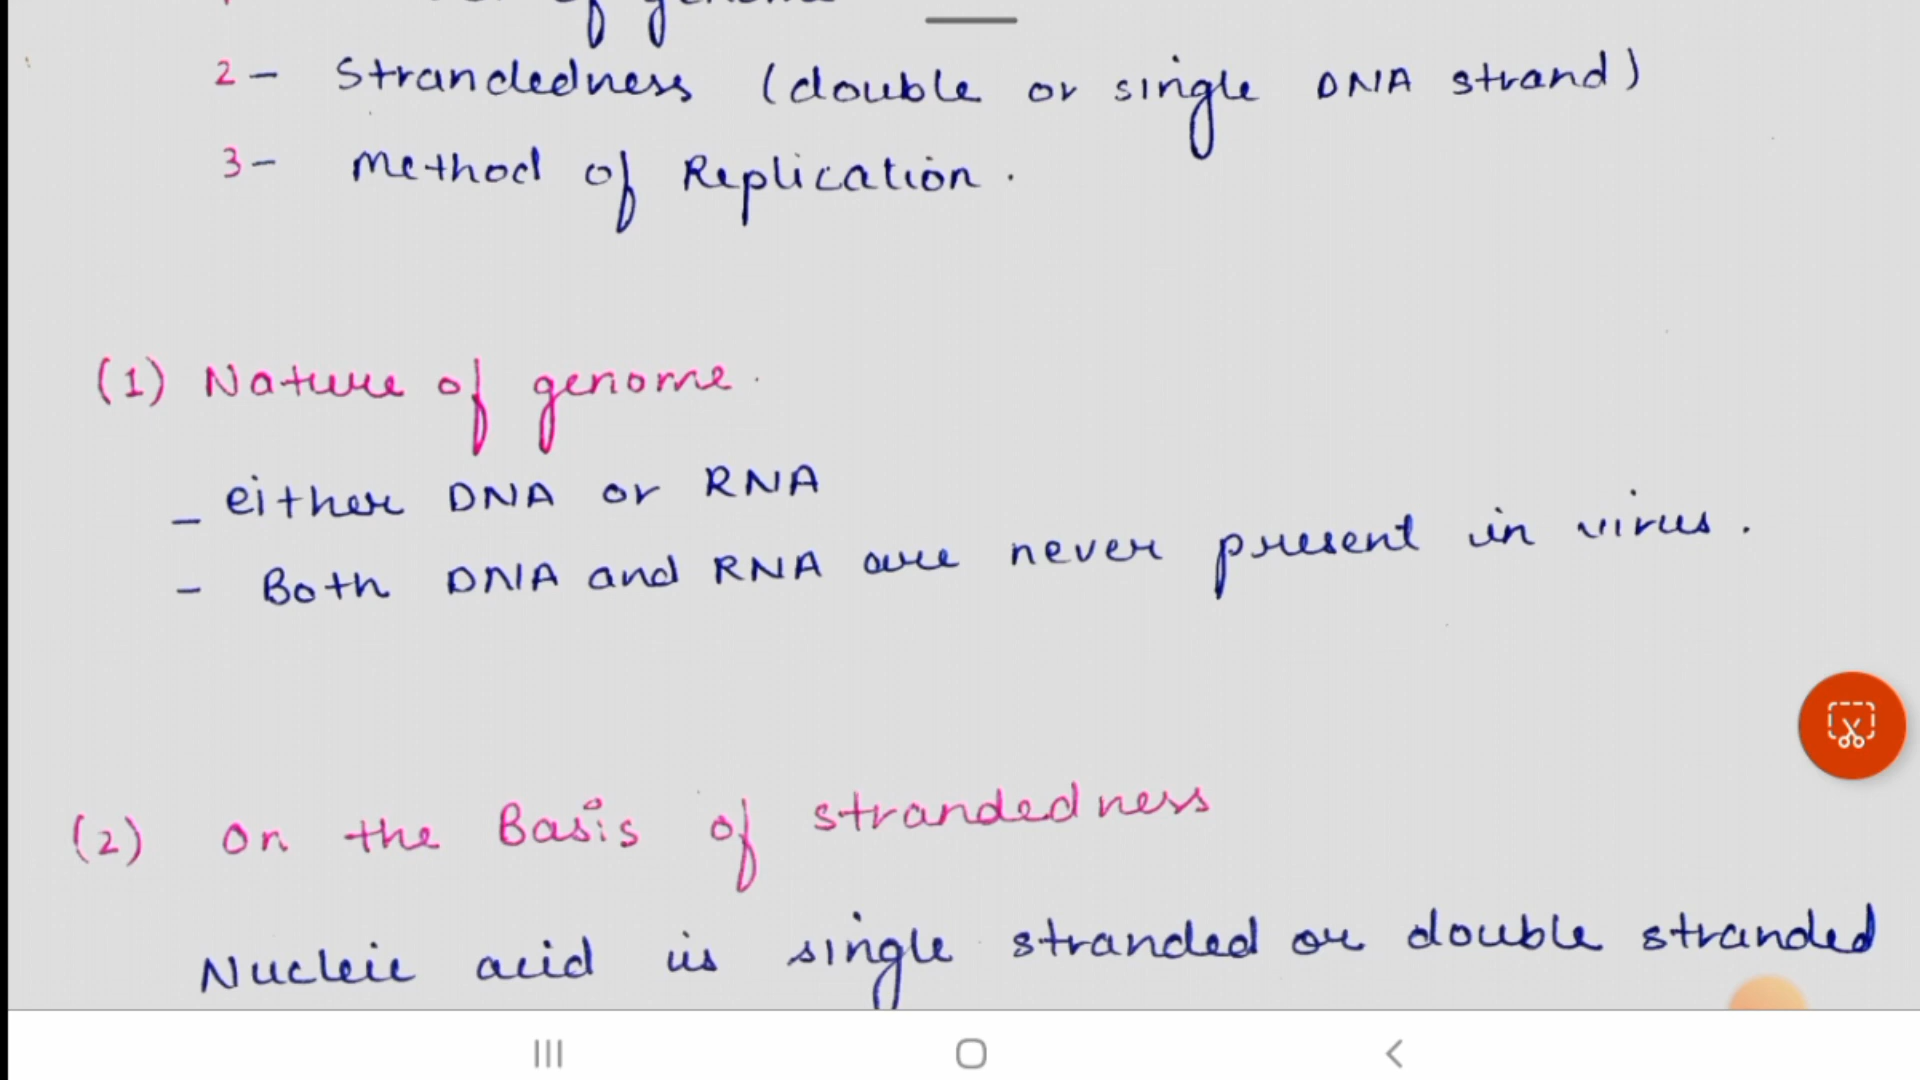 of genome
2 - Strandedness (double or single DNA strand)
3 - Method of Replication.
(1) Nature of genome.
- either DNA or RNA
- Both DNA and RNA are never present in virus.
(2) On the Basis of strandedness
Nucleic acid is single stranded or double stranded